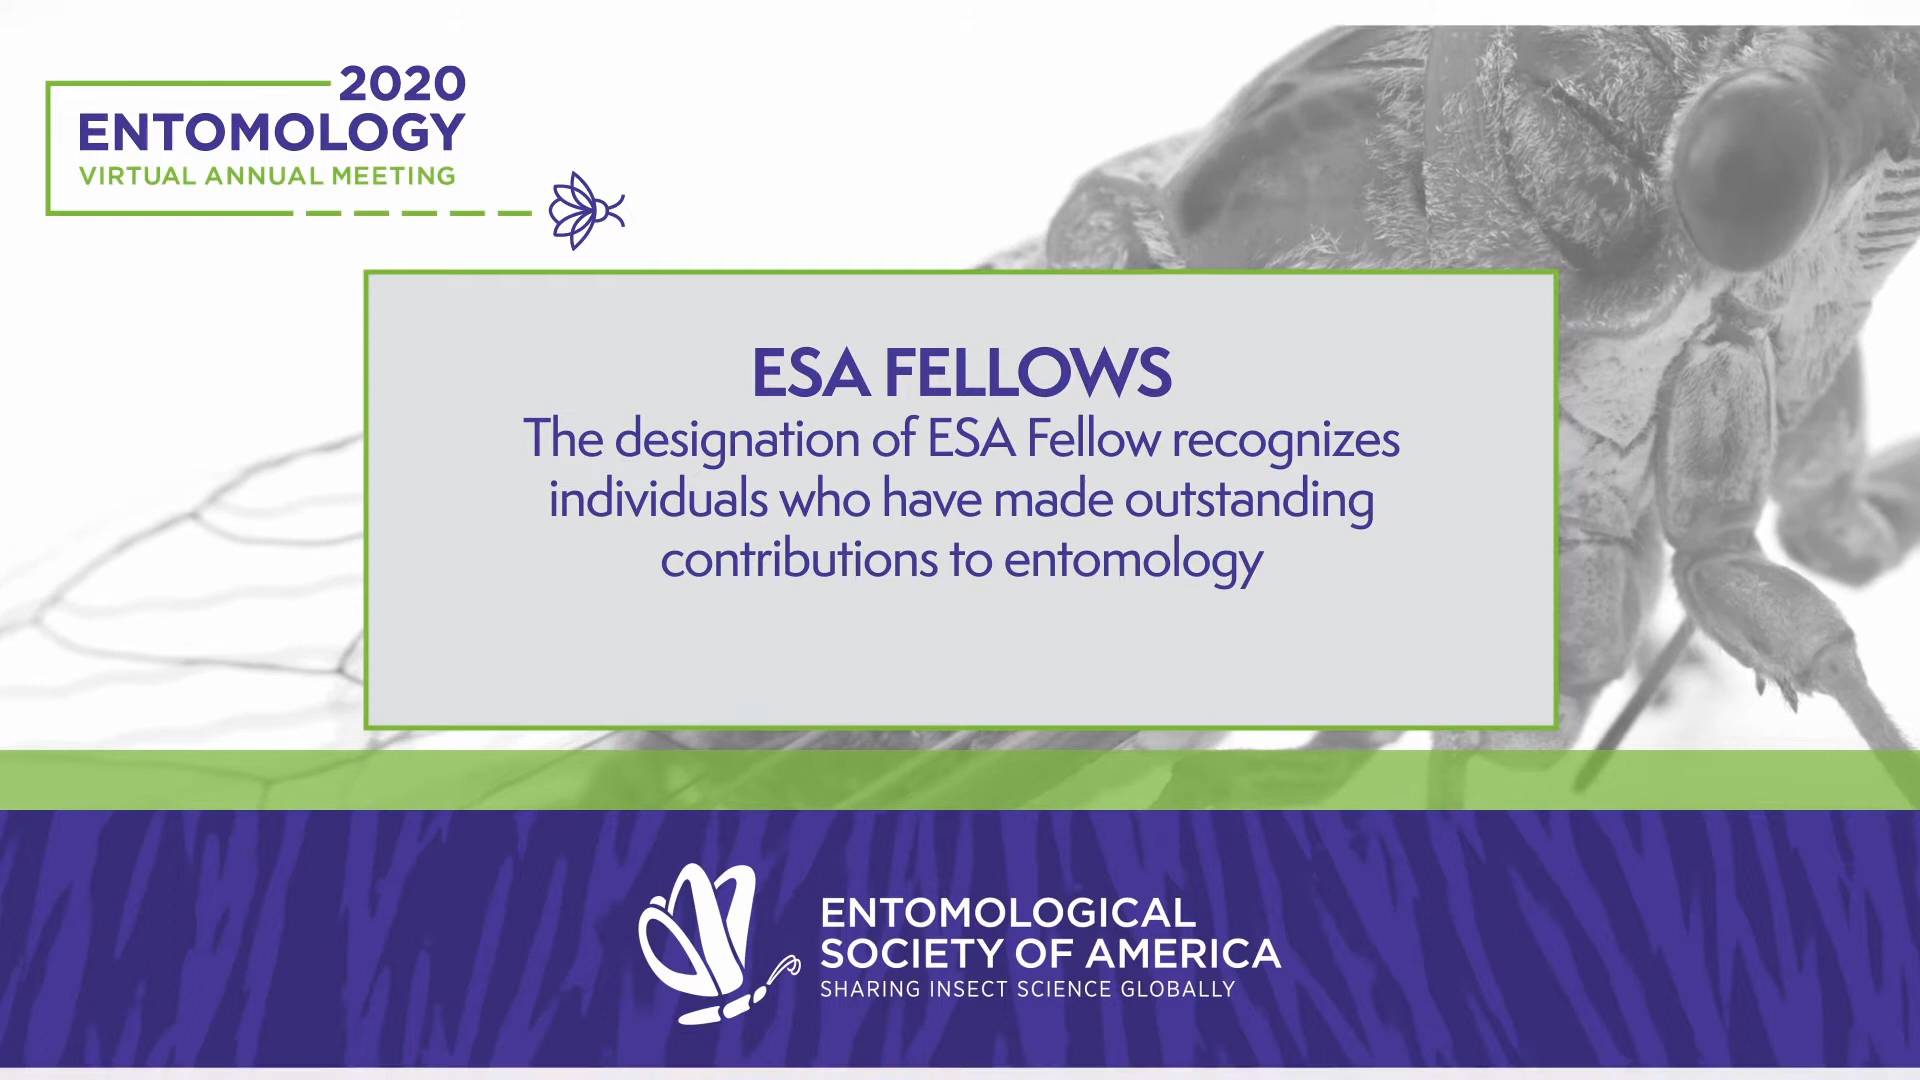 2020
ENTOMOLOGY
VIRTUAL ANNUAL MEETING
ESA FELLOWS
The designation of ESA Fellow recognizes
individuals who have made outstanding
contributions to entomology
ENTOMOLOGICAL
SOCIETY OF AMERICA
SHARING INSECT SCIENCE GLOBALLY